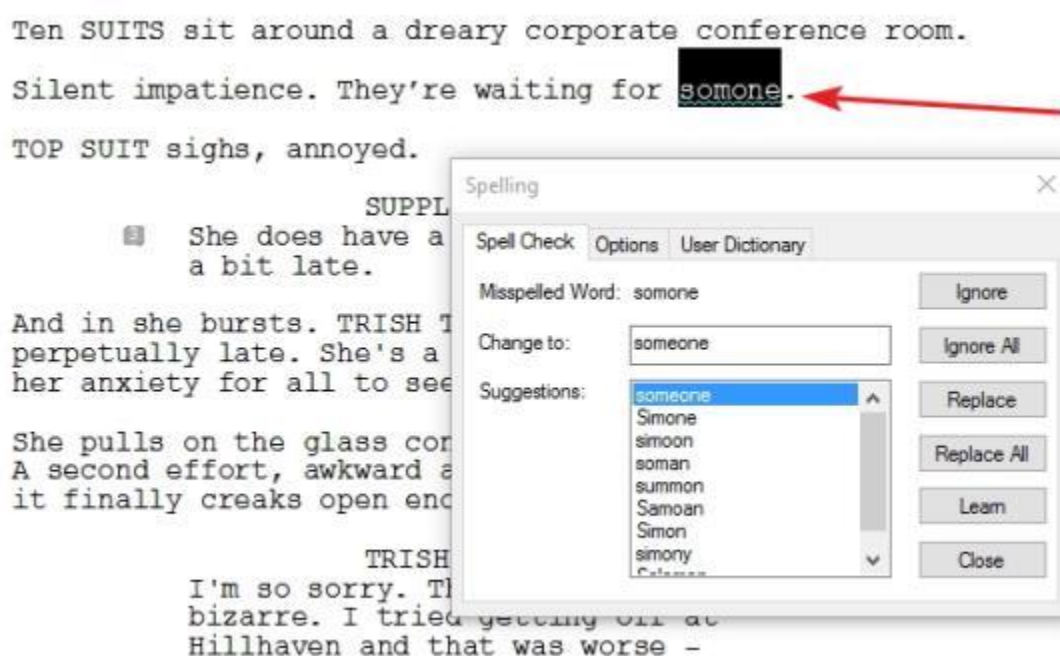 Ten SUITS sit around a dreary corporate conference room.
Silent impatience. They're waiting for somone.
TOP SUIT sighs, annoyed.
SUPPL
She does have a
a bit late.
And in she bursts. TRISH T
perpetually late. She's a
her anxiety for all to see
She pulls on the glass con
A second effort, awkward a
it finally creaks open eno
TRISH
I'm so sorry. Th
bizarre. I tried getting off at
Hillhaven and that was worse –
Spelling
Spell Check Options User Dictionary
Misspelled Word: somone
Ignore
Change to: someone
Ignore All
Suggestions:
someone
Simone
simoon
soman
summon
Samoan
Simon
simony
Replace
Replace All
Learn
Close